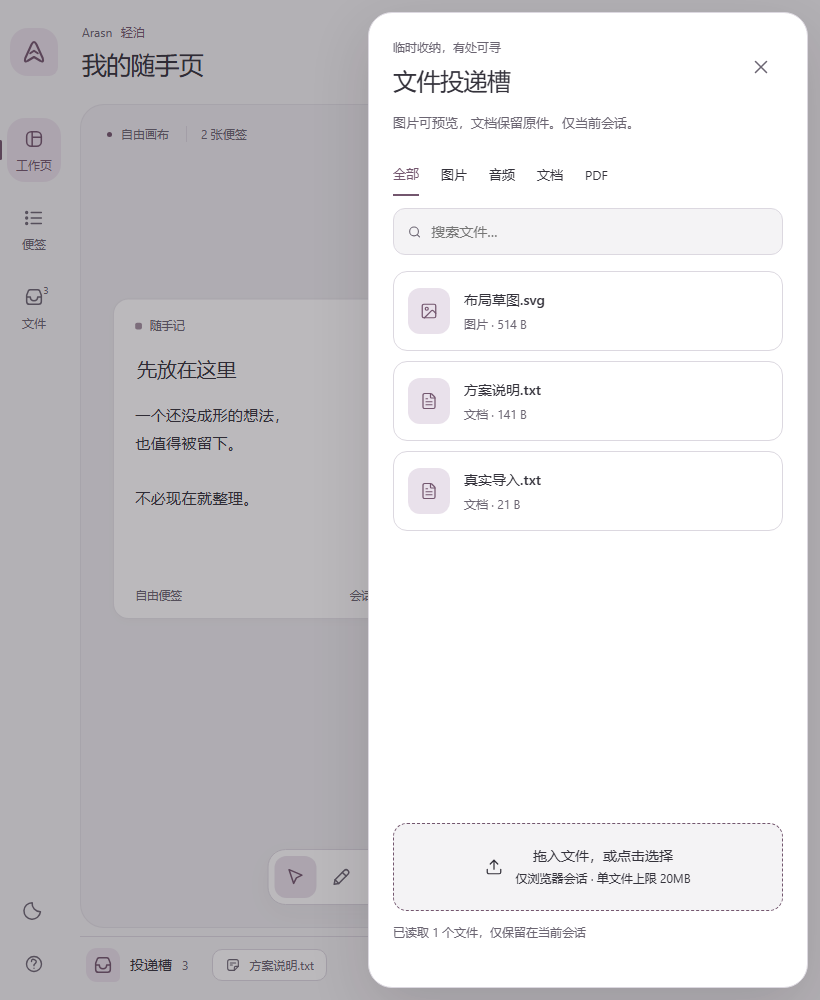 Arasn 轻泊
我的随手页
工作页
便签
3
文件
自由画布
2 张便签
随手记
先放在这里
一个还没成形的想法，
也值得被留下。
不必现在就整理。
自由便签
投递槽 3
方案说明.txt
临时收纳，有处可寻
文件投递槽
图片可预览，文档保留原件。仅当前会话。
全部 图片 音频 文档 PDF
搜索文件...
布局草图.svg
图片 · 514 B
方案说明.txt
文档 · 141 B
真实导入.txt
文档 · 21 B
拖入文件，或点击选择
仅浏览器会话 · 单文件上限 20MB
已读取 1 个文件，仅保留在当前会话